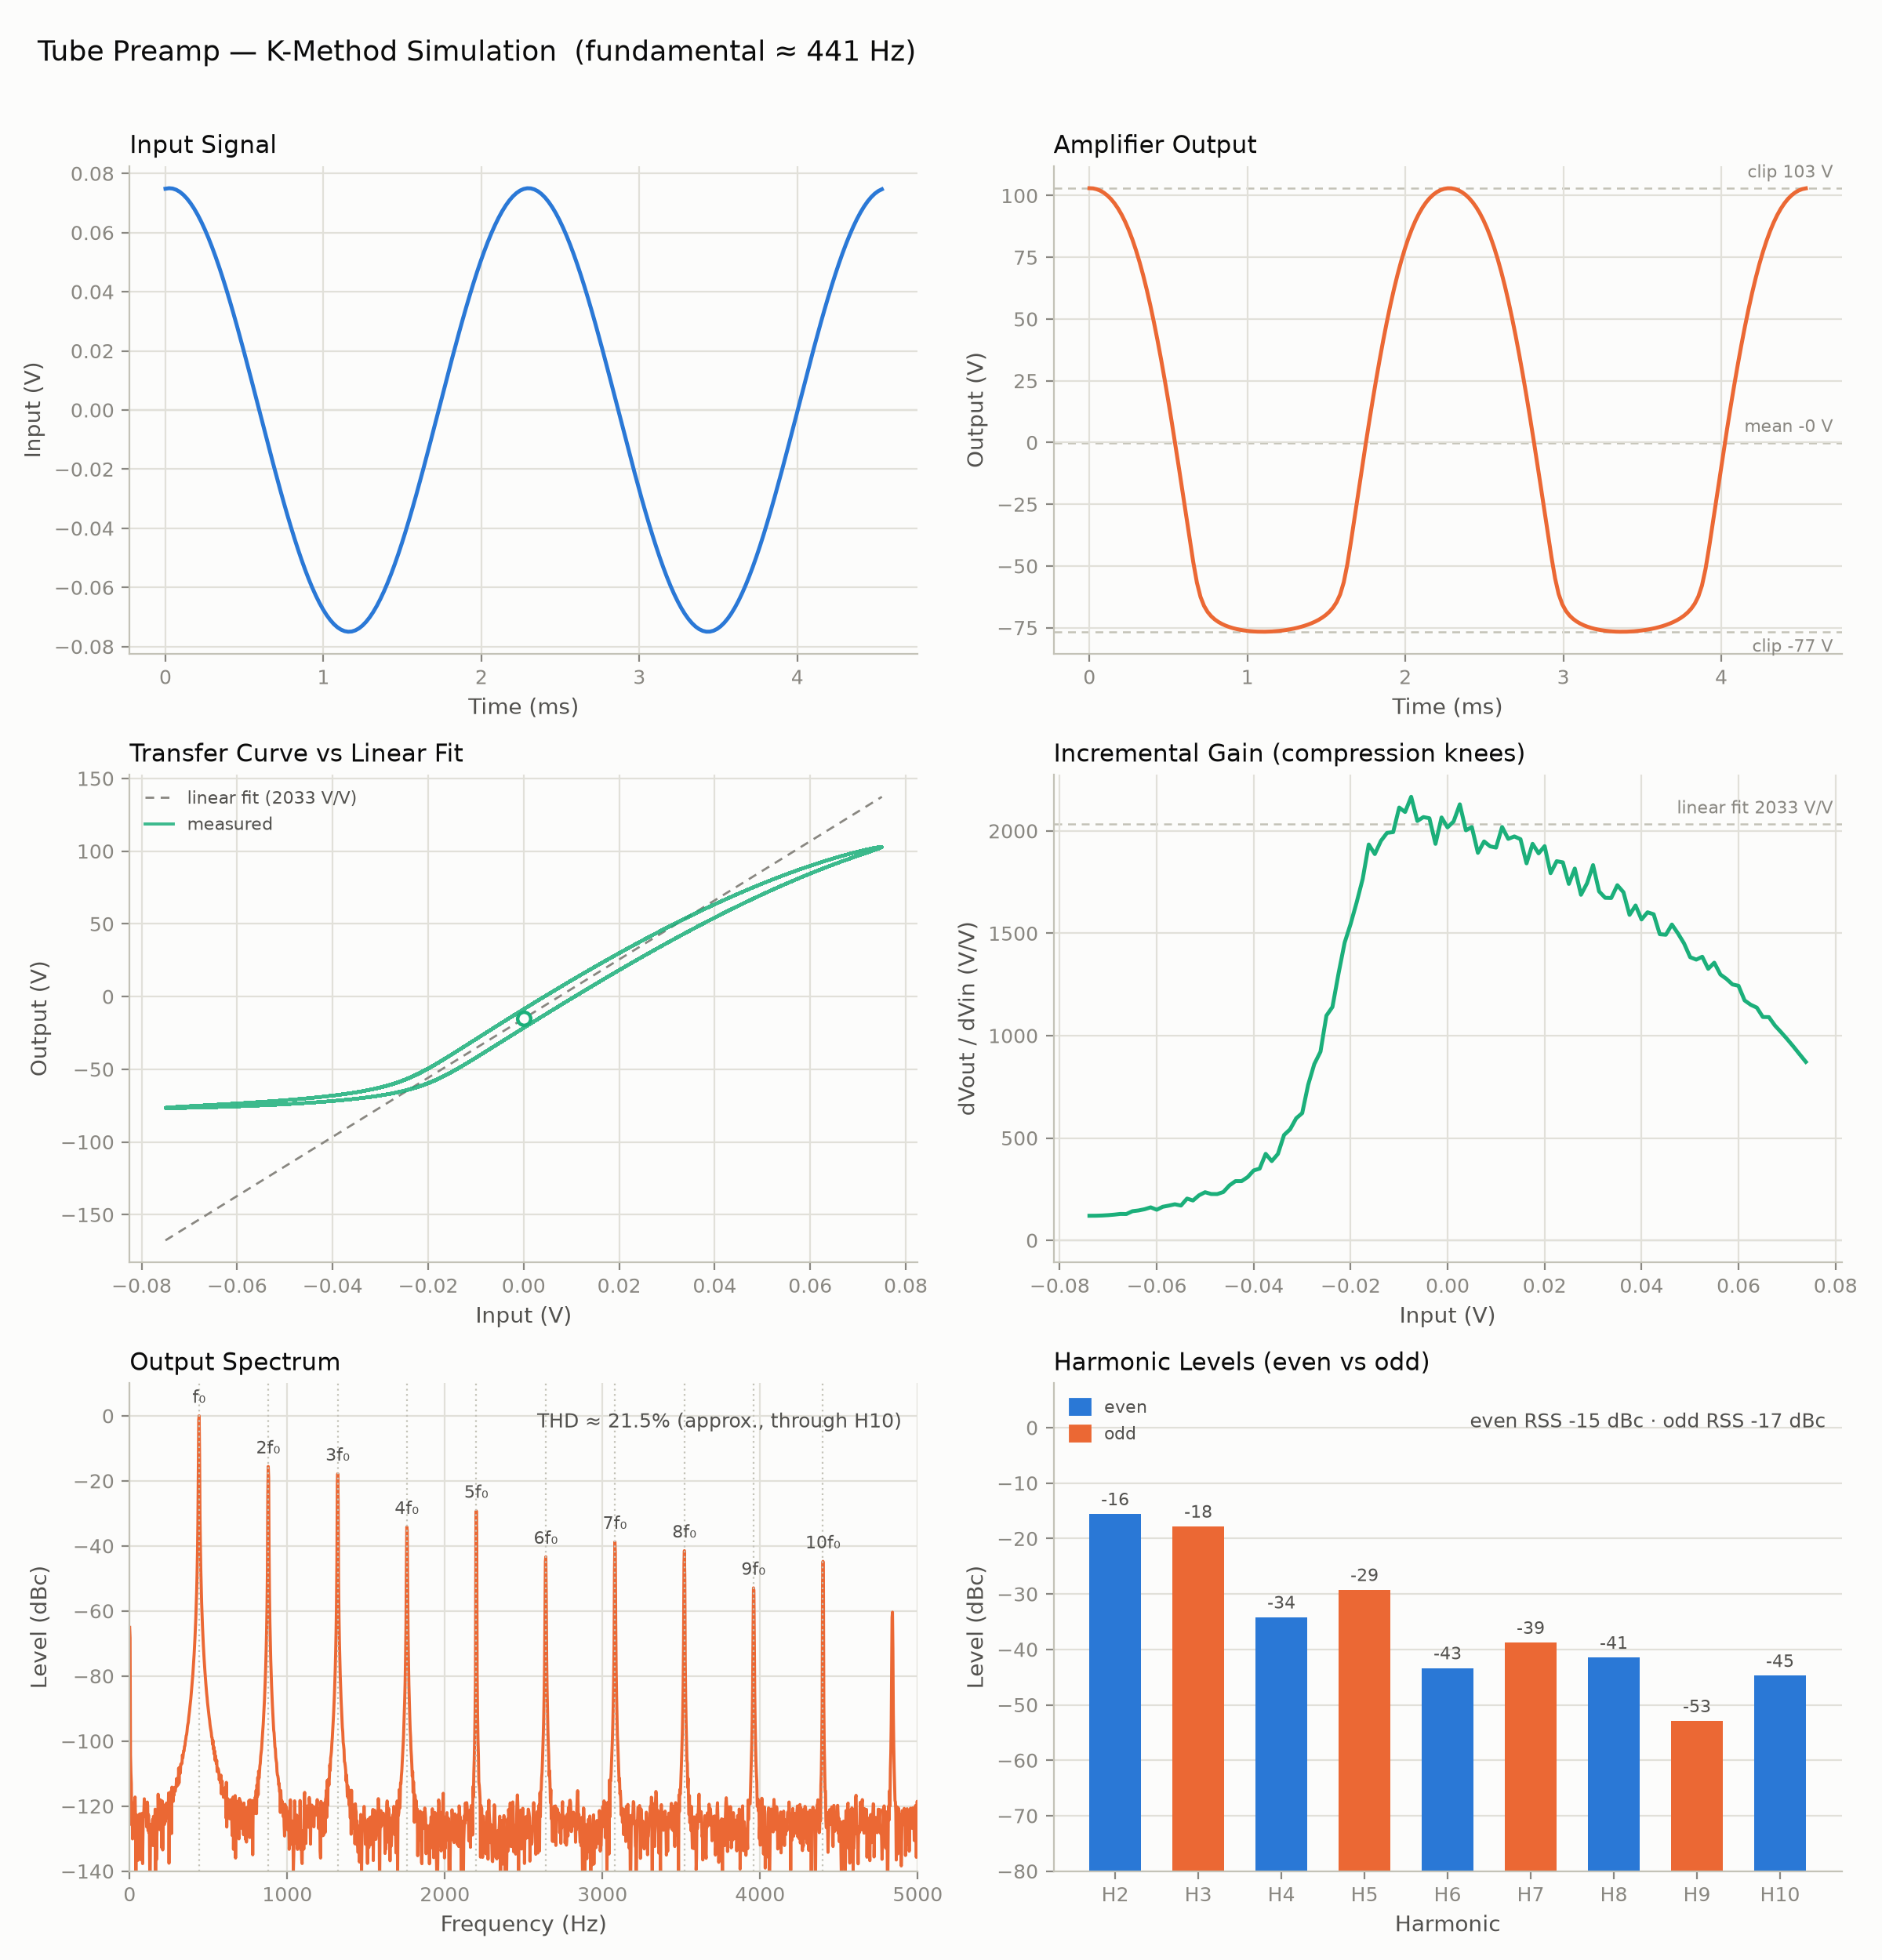 Tube Preamp — K-Method Simulation  (fundamental ≈ 441 Hz)
Input Signal
0.08
0.06
0.04
0.02
0.00
−0.02
−0.04
−0.06
−0.08
Input (V)
0 1 2 3 4
Time (ms)
Amplifier Output
clip 103 V
mean -0 V
clip -77 V
100
75
50
25
0
−25
−50
−75
Output (V)
0 1 2 3 4
Time (ms)
Transfer Curve vs Linear Fit
linear fit (2033 V/V)
measured
150
100
50
0
−50
−100
−150
Output (V)
−0.08 −0.06 −0.04 −0.02 0.00 0.02 0.04 0.06 0.08
Input (V)
Incremental Gain (compression knees)
linear fit 2033 V/V
2000
1500
1000
500
0
dVout / dVin (V/V)
−0.08 −0.06 −0.04 −0.02 0.00 0.02 0.04 0.06 0.08
Input (V)
Output Spectrum
THD ≈ 21.5% (approx., through H10)
f₀
2f₀
3f₀
4f₀
5f₀
6f₀
7f₀
8f₀
9f₀
10f₀
0
−20
−40
−60
−80
−100
−120
−140
Level (dBc)
0 1000 2000 3000 4000 5000
Frequency (Hz)
Harmonic Levels (even vs odd)
even
odd
even RSS -15 dBc · odd RSS -17 dBc
-16
-18
-34
-29
-43
-39
-41
-53
-45
0
−10
−20
−30
−40
−50
−60
−70
−80
Level (dBc)
H2 H3 H4 H5 H6 H7 H8 H9 H10
Harmonic